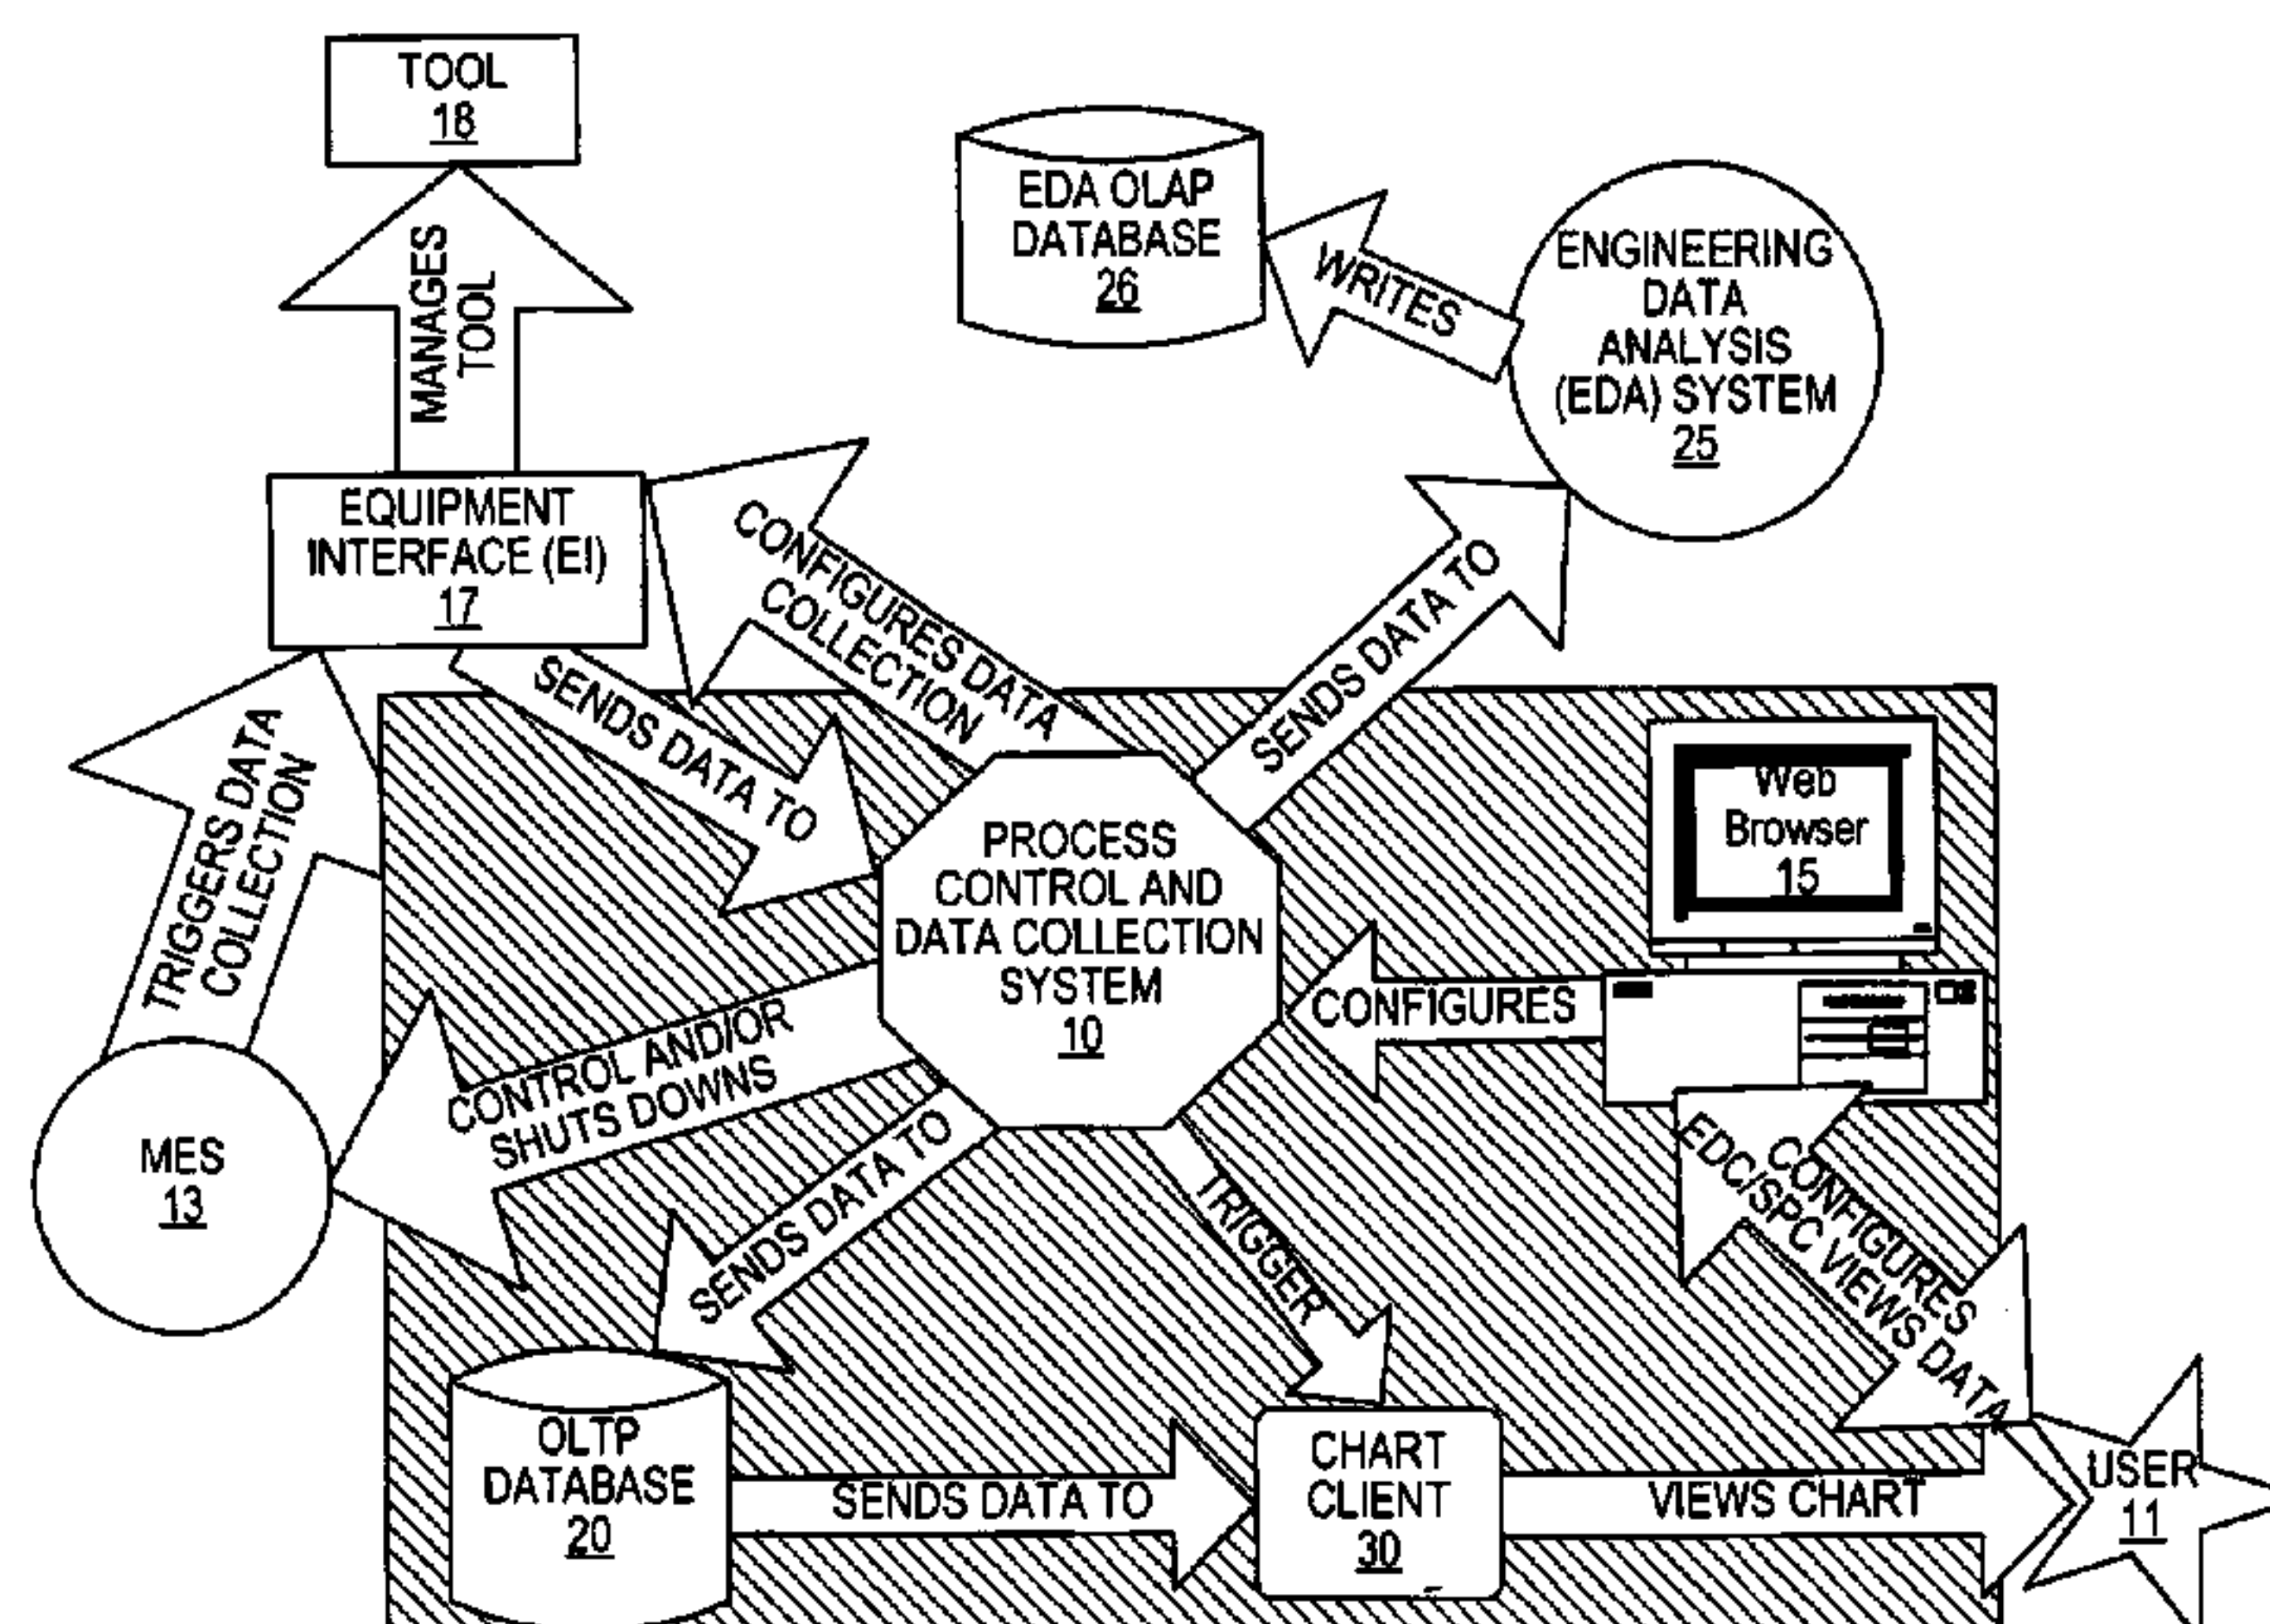 TOOL
18
MANAGES
TOOL
EDA OLAP
DATABASE
26
WRITES
ENGINEERING
DATA
ANALYSIS
(EDA) SYSTEM
25
EQUIPMENT
INTERFACE (EI)
17
CONFIGURES DATA
COLLECTION
SENDS DATA TO
SENDS DATA TO
TRIGGERS DATA
COLLECTION
PROCESS
CONTROL AND
DATA COLLECTION
SYSTEM
10
Web
Browser
15
CONFIGURES
CONTROL AND/OR
SHUTS DOWNS
MES
13
SENDS DATA TO
TRIGGER
CONFIGURES
EDC/SPC VIEWS DATA
OLTP
DATABASE
20
SENDS DATA TO
CHART
CLIENT
30
VIEWS CHART
USER
11